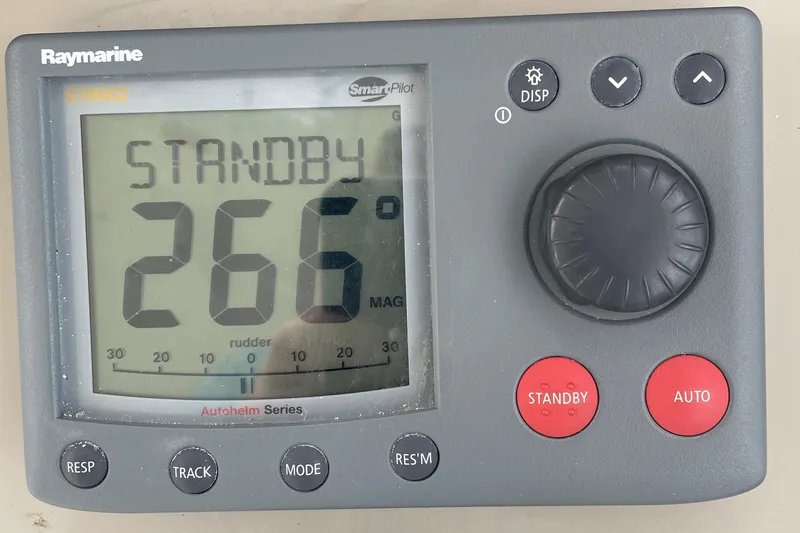 Raymarine
SmartPilot
DISP
G
STANDBY
266°
MAG
rudder
30 20 10 0 10 20 30
Autohelm Series
STANDBY
AUTO
RESP
TRACK
MODE
RES'M